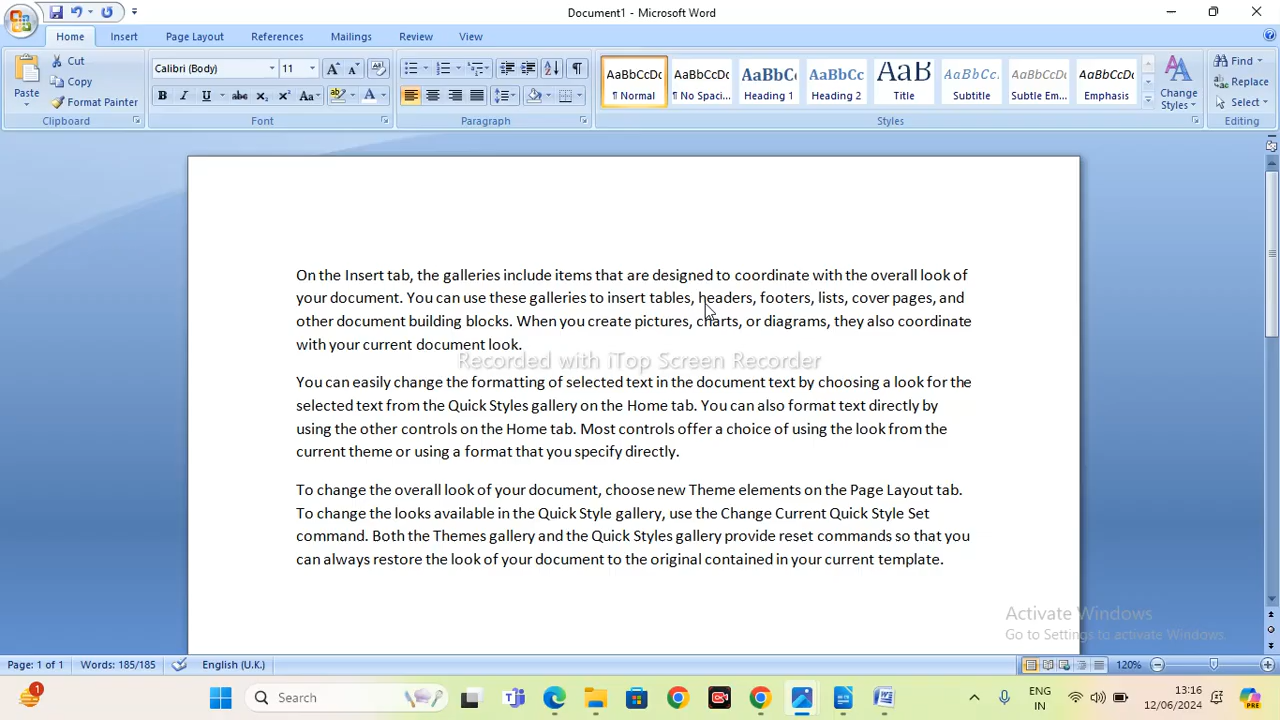 Document1 - Microsoft Word
Home Insert Page Layout References Mailings Review View
Paste
Cut
Copy
Format Painter
Clipboard
Calibri (Body) 11
Font
Paragraph
AaBbCcDc AaBbCcDc AaBbCc AaBbCc AaB AaBbCc. AaBbCcDc AaBbCcDc
¶ Normal ¶ No Spaci... Heading 1 Heading 2 Title Subtitle Subtle Em... Emphasis
Change Styles
Styles
Find
Replace
Select
Editing
On the Insert tab, the galleries include items that are designed to coordinate with the overall look of
your document. You can use these galleries to insert tables, headers, footers, lists, cover pages, and
other document building blocks. When you create pictures, charts, or diagrams, they also coordinate
with your current document look.
Recorded with iTop Screen Recorder
You can easily change the formatting of selected text in the document text by choosing a look for the
selected text from the Quick Styles gallery on the Home tab. You can also format text directly by
using the other controls on the Home tab. Most controls offer a choice of using the look from the
current theme or using a format that you specify directly.
To change the overall look of your document, choose new Theme elements on the Page Layout tab.
To change the looks available in the Quick Style gallery, use the Change Current Quick Style Set
command. Both the Themes gallery and the Quick Styles gallery provide reset commands so that you
can always restore the look of your document to the original contained in your current template.
Activate Windows
Go to Settings to activate Windows.
Page: 1 of 1 Words: 185/185 English (U.K.) 120%
1 Search ENG IN 13:16 12/06/2024 PRE